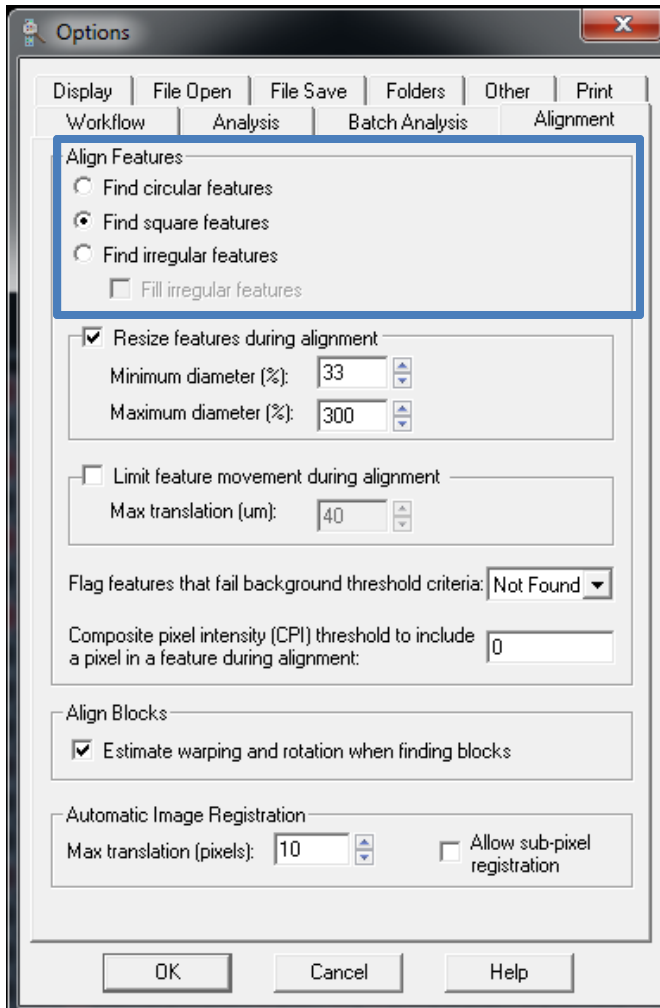 Options
Display File Open File Save Folders Other Print
Workflow Analysis Batch Analysis Alignment
Align Features
Find circular features
Find square features
Find irregular features
Fill irregular features
Resize features during alignment
Minimum diameter (%): 33
Maximum diameter (%): 300
Limit feature movement during alignment
Max translation (um): 40
Flag features that fail background threshold criteria: Not Found
Composite pixel intensity (CPI) threshold to include
a pixel in a feature during alignment: 0
Align Blocks
Estimate warping and rotation when finding blocks
Automatic Image Registration
Max translation (pixels): 10
Allow sub-pixel
registration
OK Cancel Help